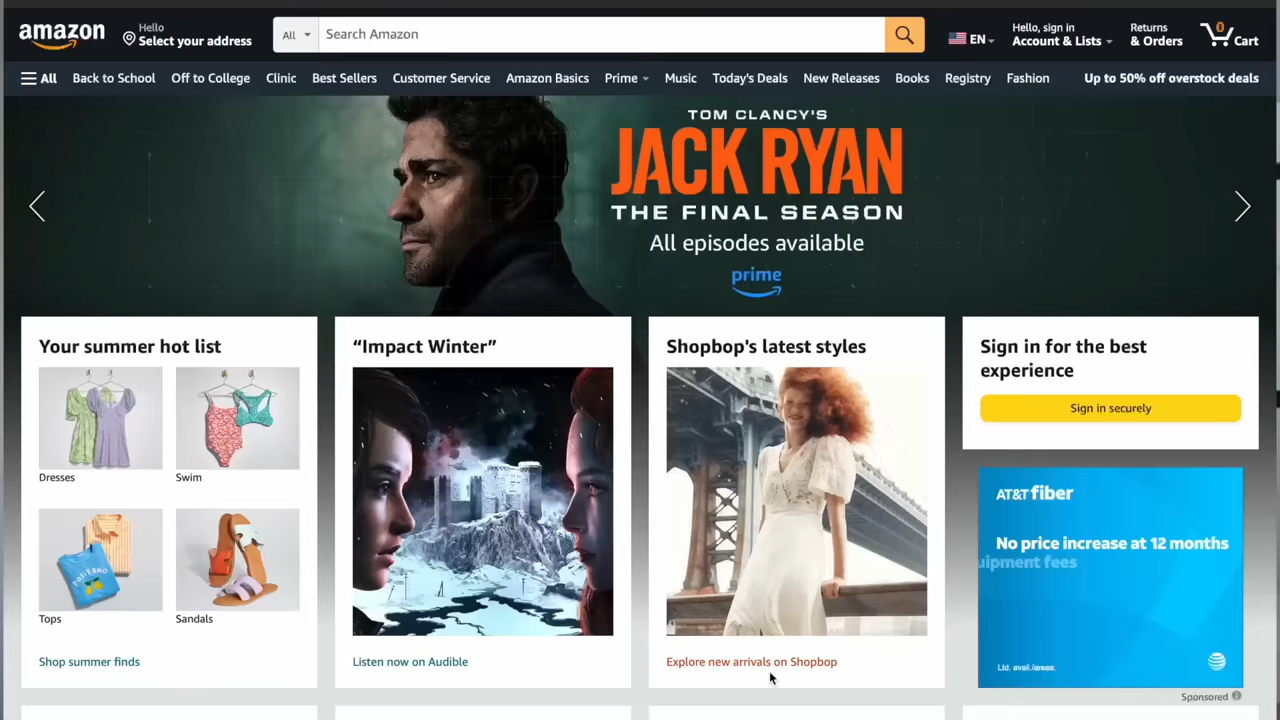 amazon
Hello
Select your address
All
Search Amazon
EN
Hello, sign in
Account & Lists
Returns
& Orders
0
Cart
All
Back to School
Off to College
Clinic
Best Sellers
Customer Service
Amazon Basics
Prime
Music
Today's Deals
New Releases
Books
Registry
Fashion
Up to 50% off overstock deals
TOM CLANCY'S
JACK RYAN
THE FINAL SEASON
All episodes available
prime
Your summer hot list
Dresses
Swim
POSITANO
Tops
Sandals
Shop summer finds
“Impact Winter”
Listen now on Audible
Shopbop's latest styles
Explore new arrivals on Shopbop
Sign in for the best
experience
Sign in securely
AT&T fiber
No price increase at 12 months
uipment fees
Ltd. avail./areas.
Sponsored